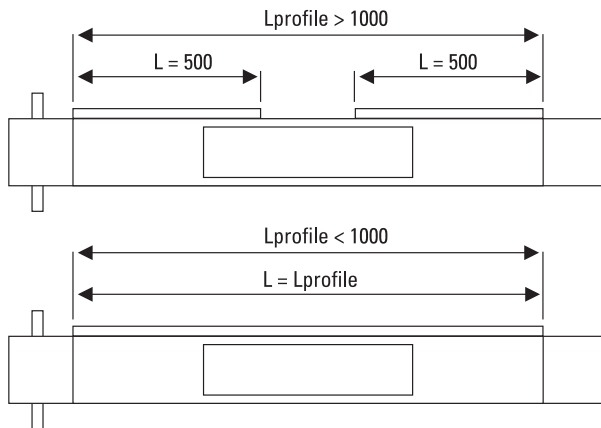 Lprofile > 1000
L = 500 L = 500
Lprofile < 1000
L = Lprofile